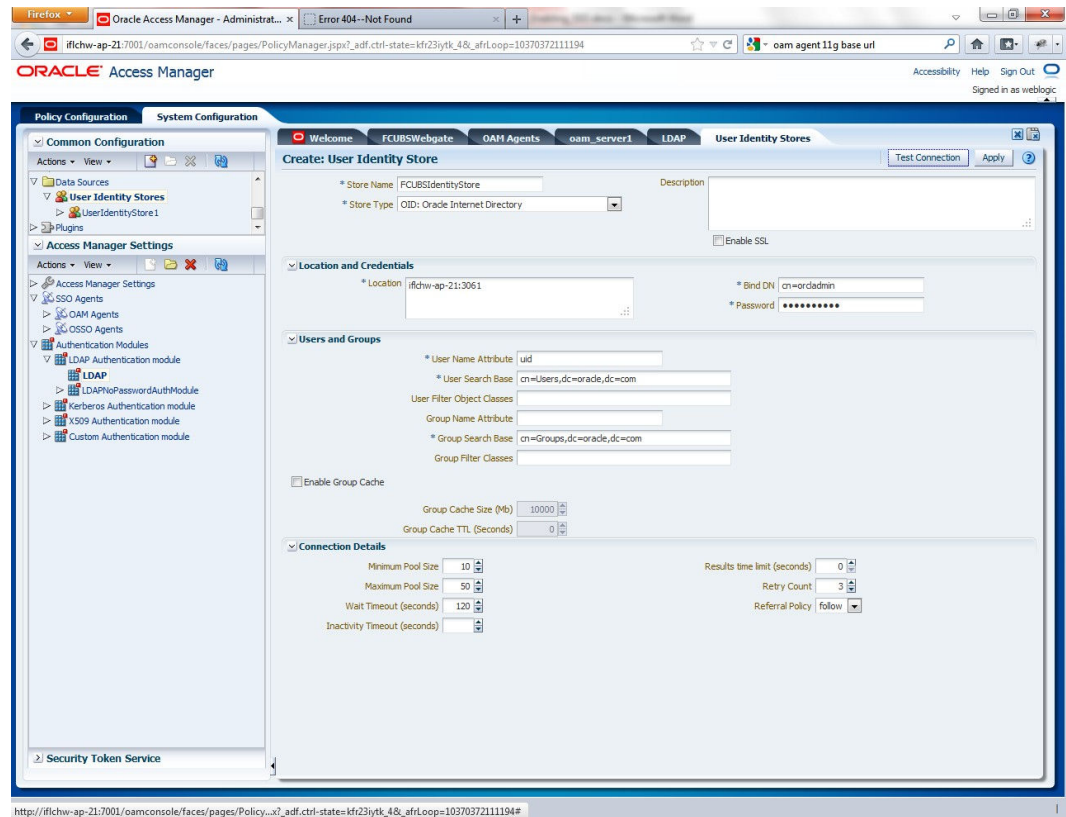 Firefox
Oracle Access Manager - Administrat... × Error 404--Not Found × +
iflchw-ap-21:7001/oamconsole/faces/pages/PolicyManager.jspx?_adf.ctrl-state=kfr23iytk_4&_afrLoop=10370372111194 oam agent 11g base url
ORACLE Access Manager Accessibility Help Sign Out
Signed in as weblogic
Policy Configuration System Configuration
Common Configuration
Actions View
Data Sources
User Identity Stores
UserIdentityStore1
Plugins
Access Manager Settings
Actions View
Access Manager Settings
SSO Agents
OAM Agents
OSSO Agents
Authentication Modules
LDAP Authentication module
LDAP
LDAPNoPasswordAuthModule
Kerberos Authentication module
X509 Authentication module
Custom Authentication module
Security Token Service
Welcome FCUBSWebgate OAM Agents oam_server1 LDAP User Identity Stores
Create: User Identity Store Test Connection Apply
* Store Name FCUBSIdentityStore Description
* Store Type OID: Oracle Internet Directory
Enable SSL
Location and Credentials
* Location iflchw-ap-21:3061 * Bind DN cn=orcladmin
* Password ●●●●●●●●●●
Users and Groups
* User Name Attribute uid
* User Search Base cn=Users,dc=oracle,dc=com
User Filter Object Classes
Group Name Attribute
* Group Search Base cn=Groups,dc=oracle,dc=com
Group Filter Classes
Enable Group Cache
Group Cache Size (Mb) 10000
Group Cache TTL (Seconds) 0
Connection Details
Minimum Pool Size 10 Results time limit (seconds) 0
Maximum Pool Size 50 Retry Count 3
Wait Timeout (seconds) 120 Referral Policy follow
Inactivity Timeout (seconds)
http://iflchw-ap-21:7001/oamconsole/faces/pages/Policy...x?_adf.ctrl-state=kfr23iytk_4&_afrLoop=10370372111194#